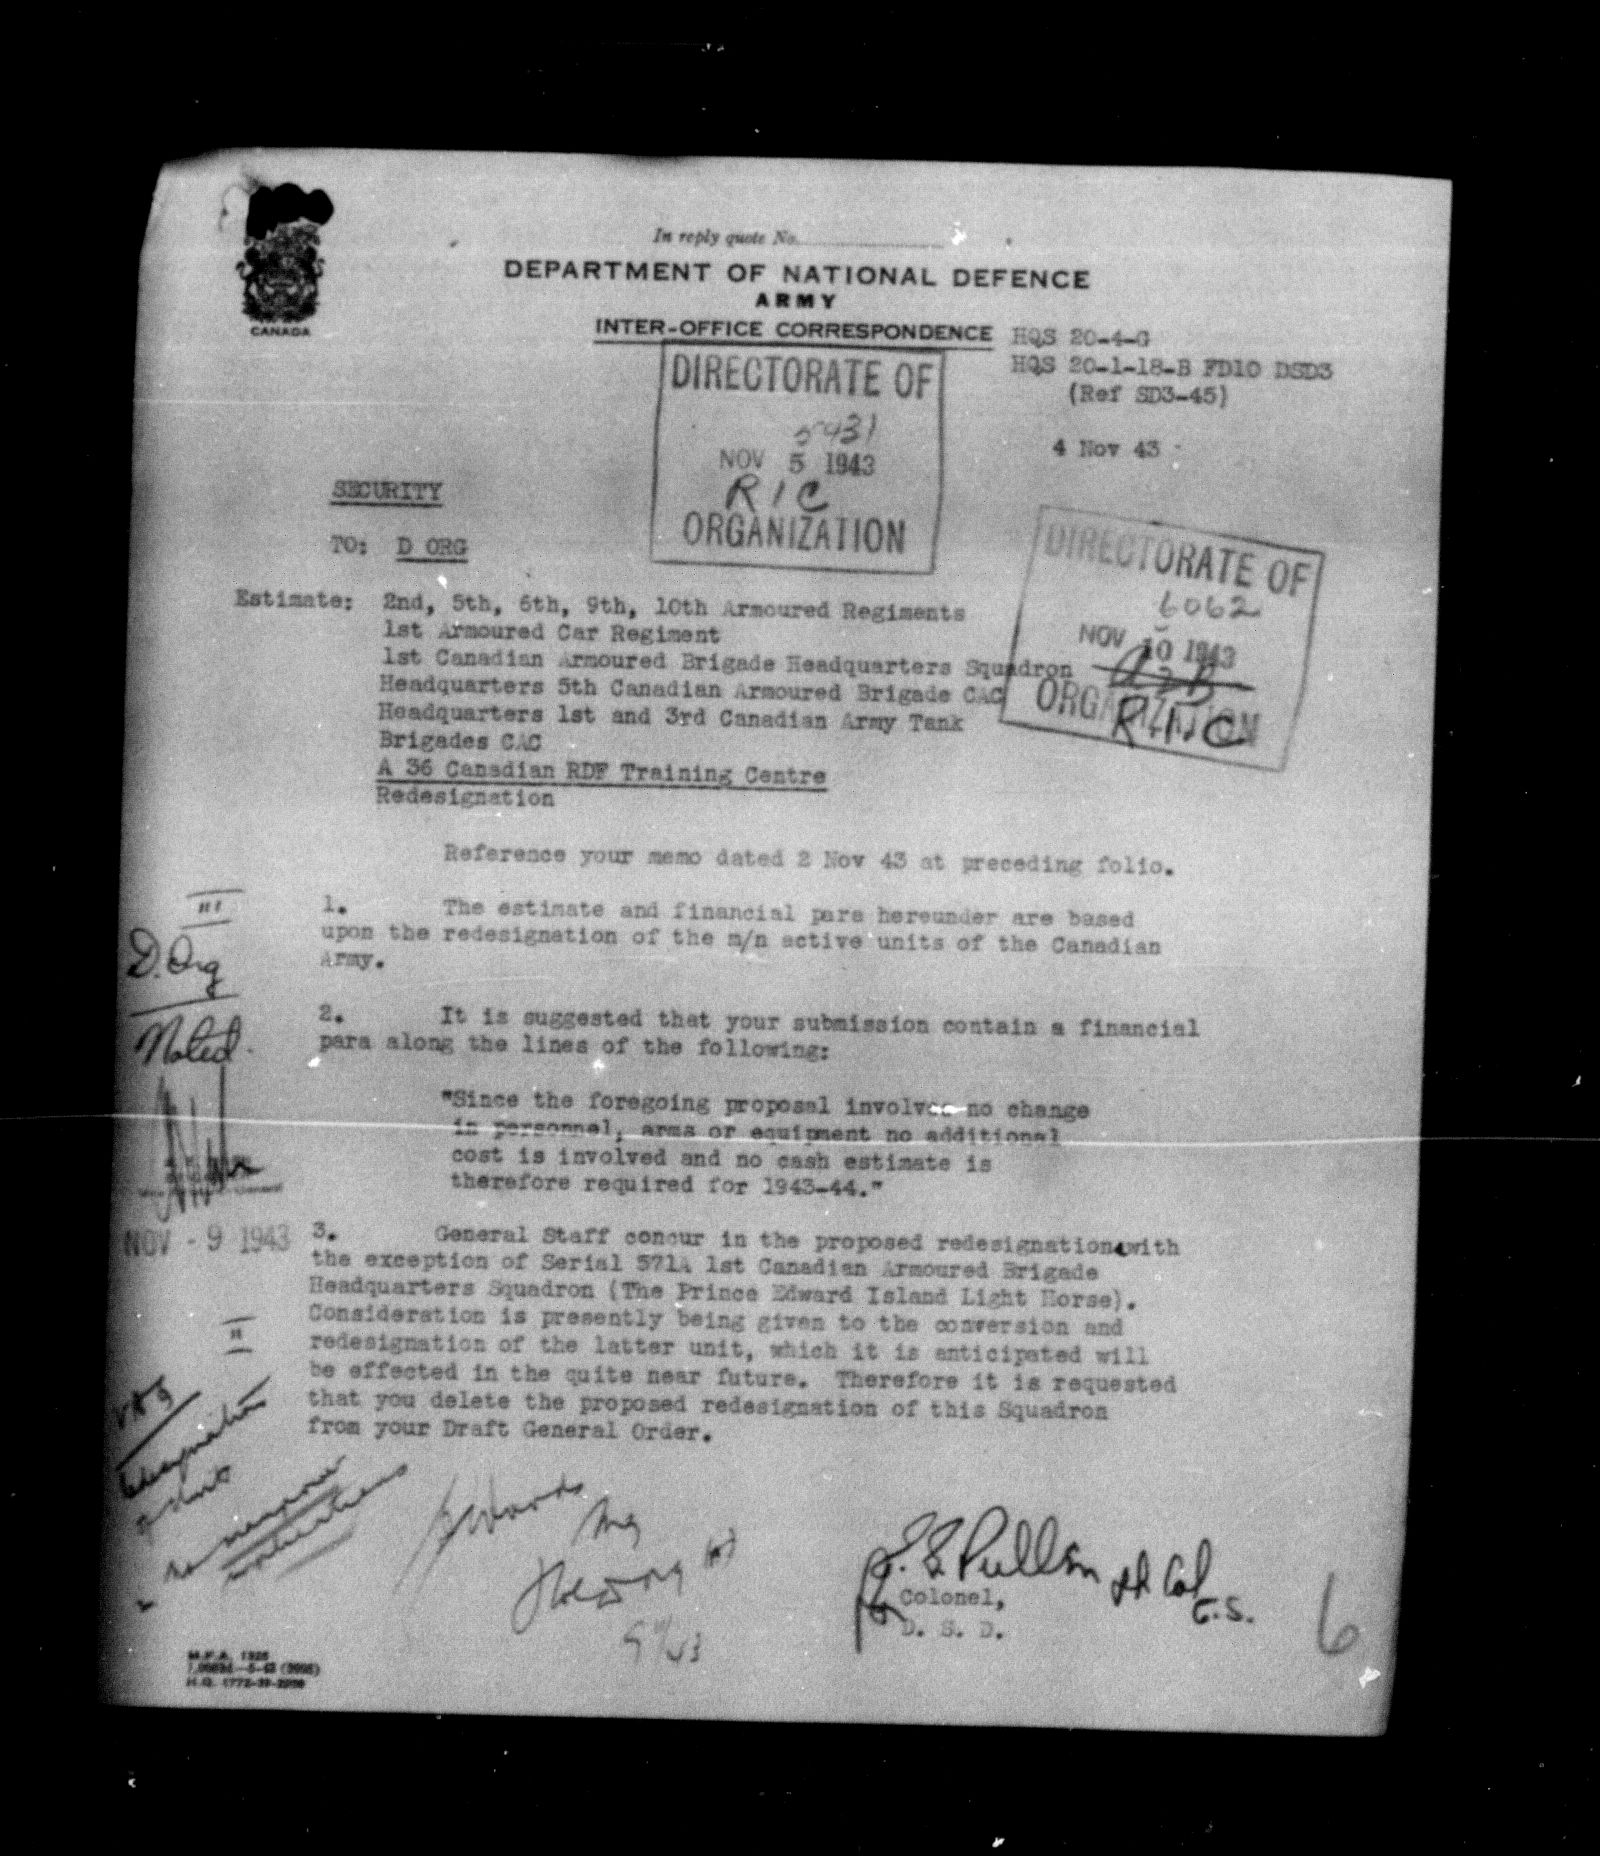 In reply quote No.
DEPARTMENT OF NATIONAL DEFENCE
ARMY
INTER-OFFICE CORRESPONDENCE
CANADA
HQS 20-4-G
HQS 20-1-18-B FD10 DSD3
(Ref SD3-45)
4 Nov 43
DIRECTORATE OF
5931
NOV 5 1943
R 1 C
ORGANIZATION
SECURITY
TO: D ORG
DIRECTORATE OF
6062
NOV 10 1943
ORGANIZATION
R 1 C
Estimate: 2nd, 5th, 6th, 9th, 10th Armoured Regiments
1st Armoured Car Regiment
1st Canadian Armoured Brigade Headquarters Squadron
Headquarters 5th Canadian Armoured Brigade CAC
Headquarters 1st and 3rd Canadian Army Tank
Brigades CAC
A 36 Canadian RDF Training Centre
Redesignation
Reference your memo dated 2 Nov 43 at preceding folio.
1. The estimate and financial para hereunder are based
upon the redesignation of the m/n active units of the Canadian
Army.
2. It is suggested that your submission contain a financial
para along the lines of the following:
"Since the foregoing proposal involves no change
in personnel, arms or equipment no additional
cost is involved and no cash estimate is
therefore required for 1943-44."
3. General Staff concur in the proposed redesignation with
the exception of Serial 571A 1st Canadian Armoured Brigade
Headquarters Squadron (The Prince Edward Island Light Horse).
Consideration is presently being given to the conversion and
redesignation of the latter unit, which it is anticipated will
be effected in the quite near future. Therefore it is requested
that you delete the proposed redesignation of this Squadron
from your Draft General Order.
III
D. Org
Noted.
NOV - 9 1943
II
Colonel,
D. S. D.
Lt Col
G.S.
6
M.F.A. 1325